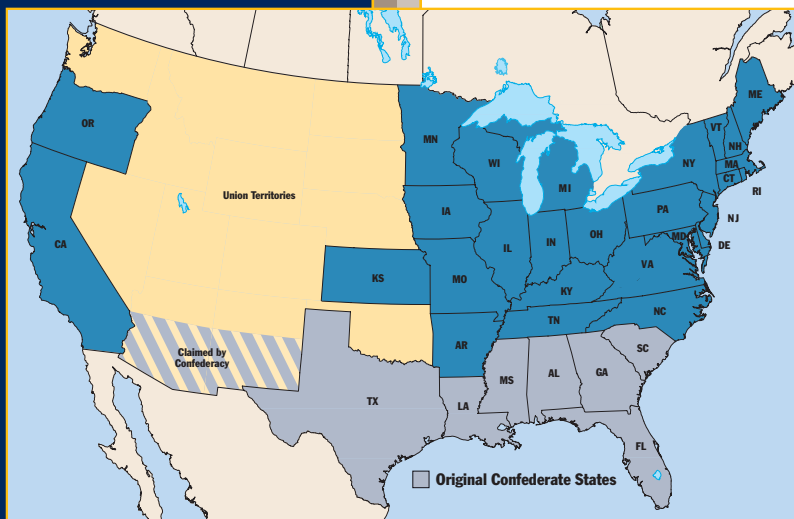 ME
OR
VT
MN
NH
WI
NY
MA
CT
MI
RI
Union Territories
IA
PA
NJ
CA
IL
IN
OH
MD
DE
KS
MO
VA
KY
NC
TN
AR
SC
Claimed by
Confederacy
MS
AL
GA
TX
LA
FL
Original Confederate States